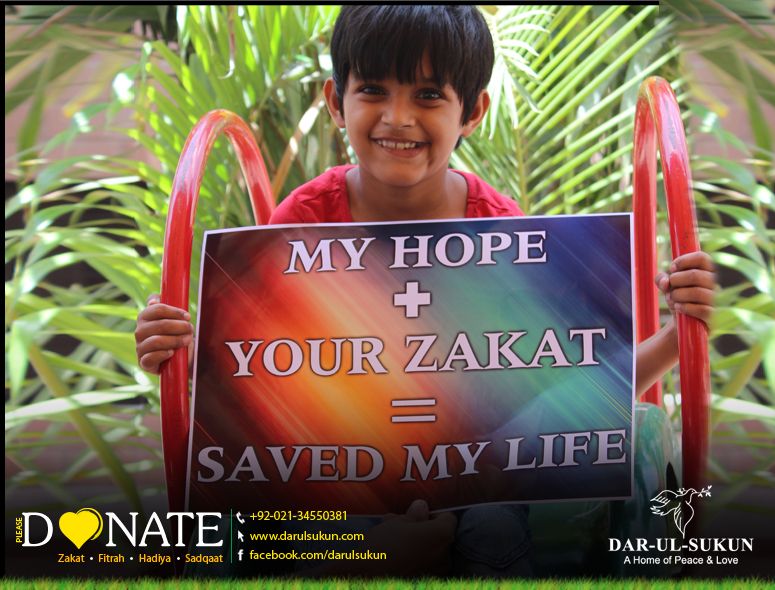 MY HOPE
+
YOUR ZAKAT
=
SAVED MY LIFE
PLEASE
DONATE
Zakat • Fitrah • Hadiya • Sadqaat
+92-021-34550381
www.darulsukun.com
facebook.com/darulsukun
DAR-UL-SUKUN
A Home of Peace & Love